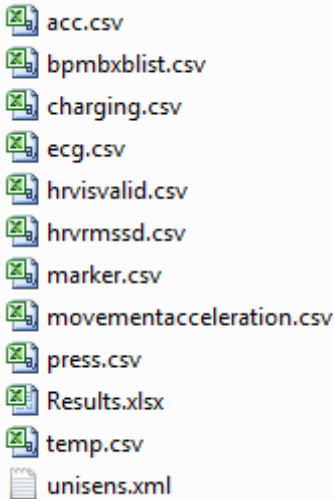 acc.csv
bpmbxblist.csv
charging.csv
ecg.csv
hrvisvalid.csv
hrvrmssd.csv
marker.csv
movementacceleration.csv
press.csv
Results.xlsx
temp.csv
unisens.xml